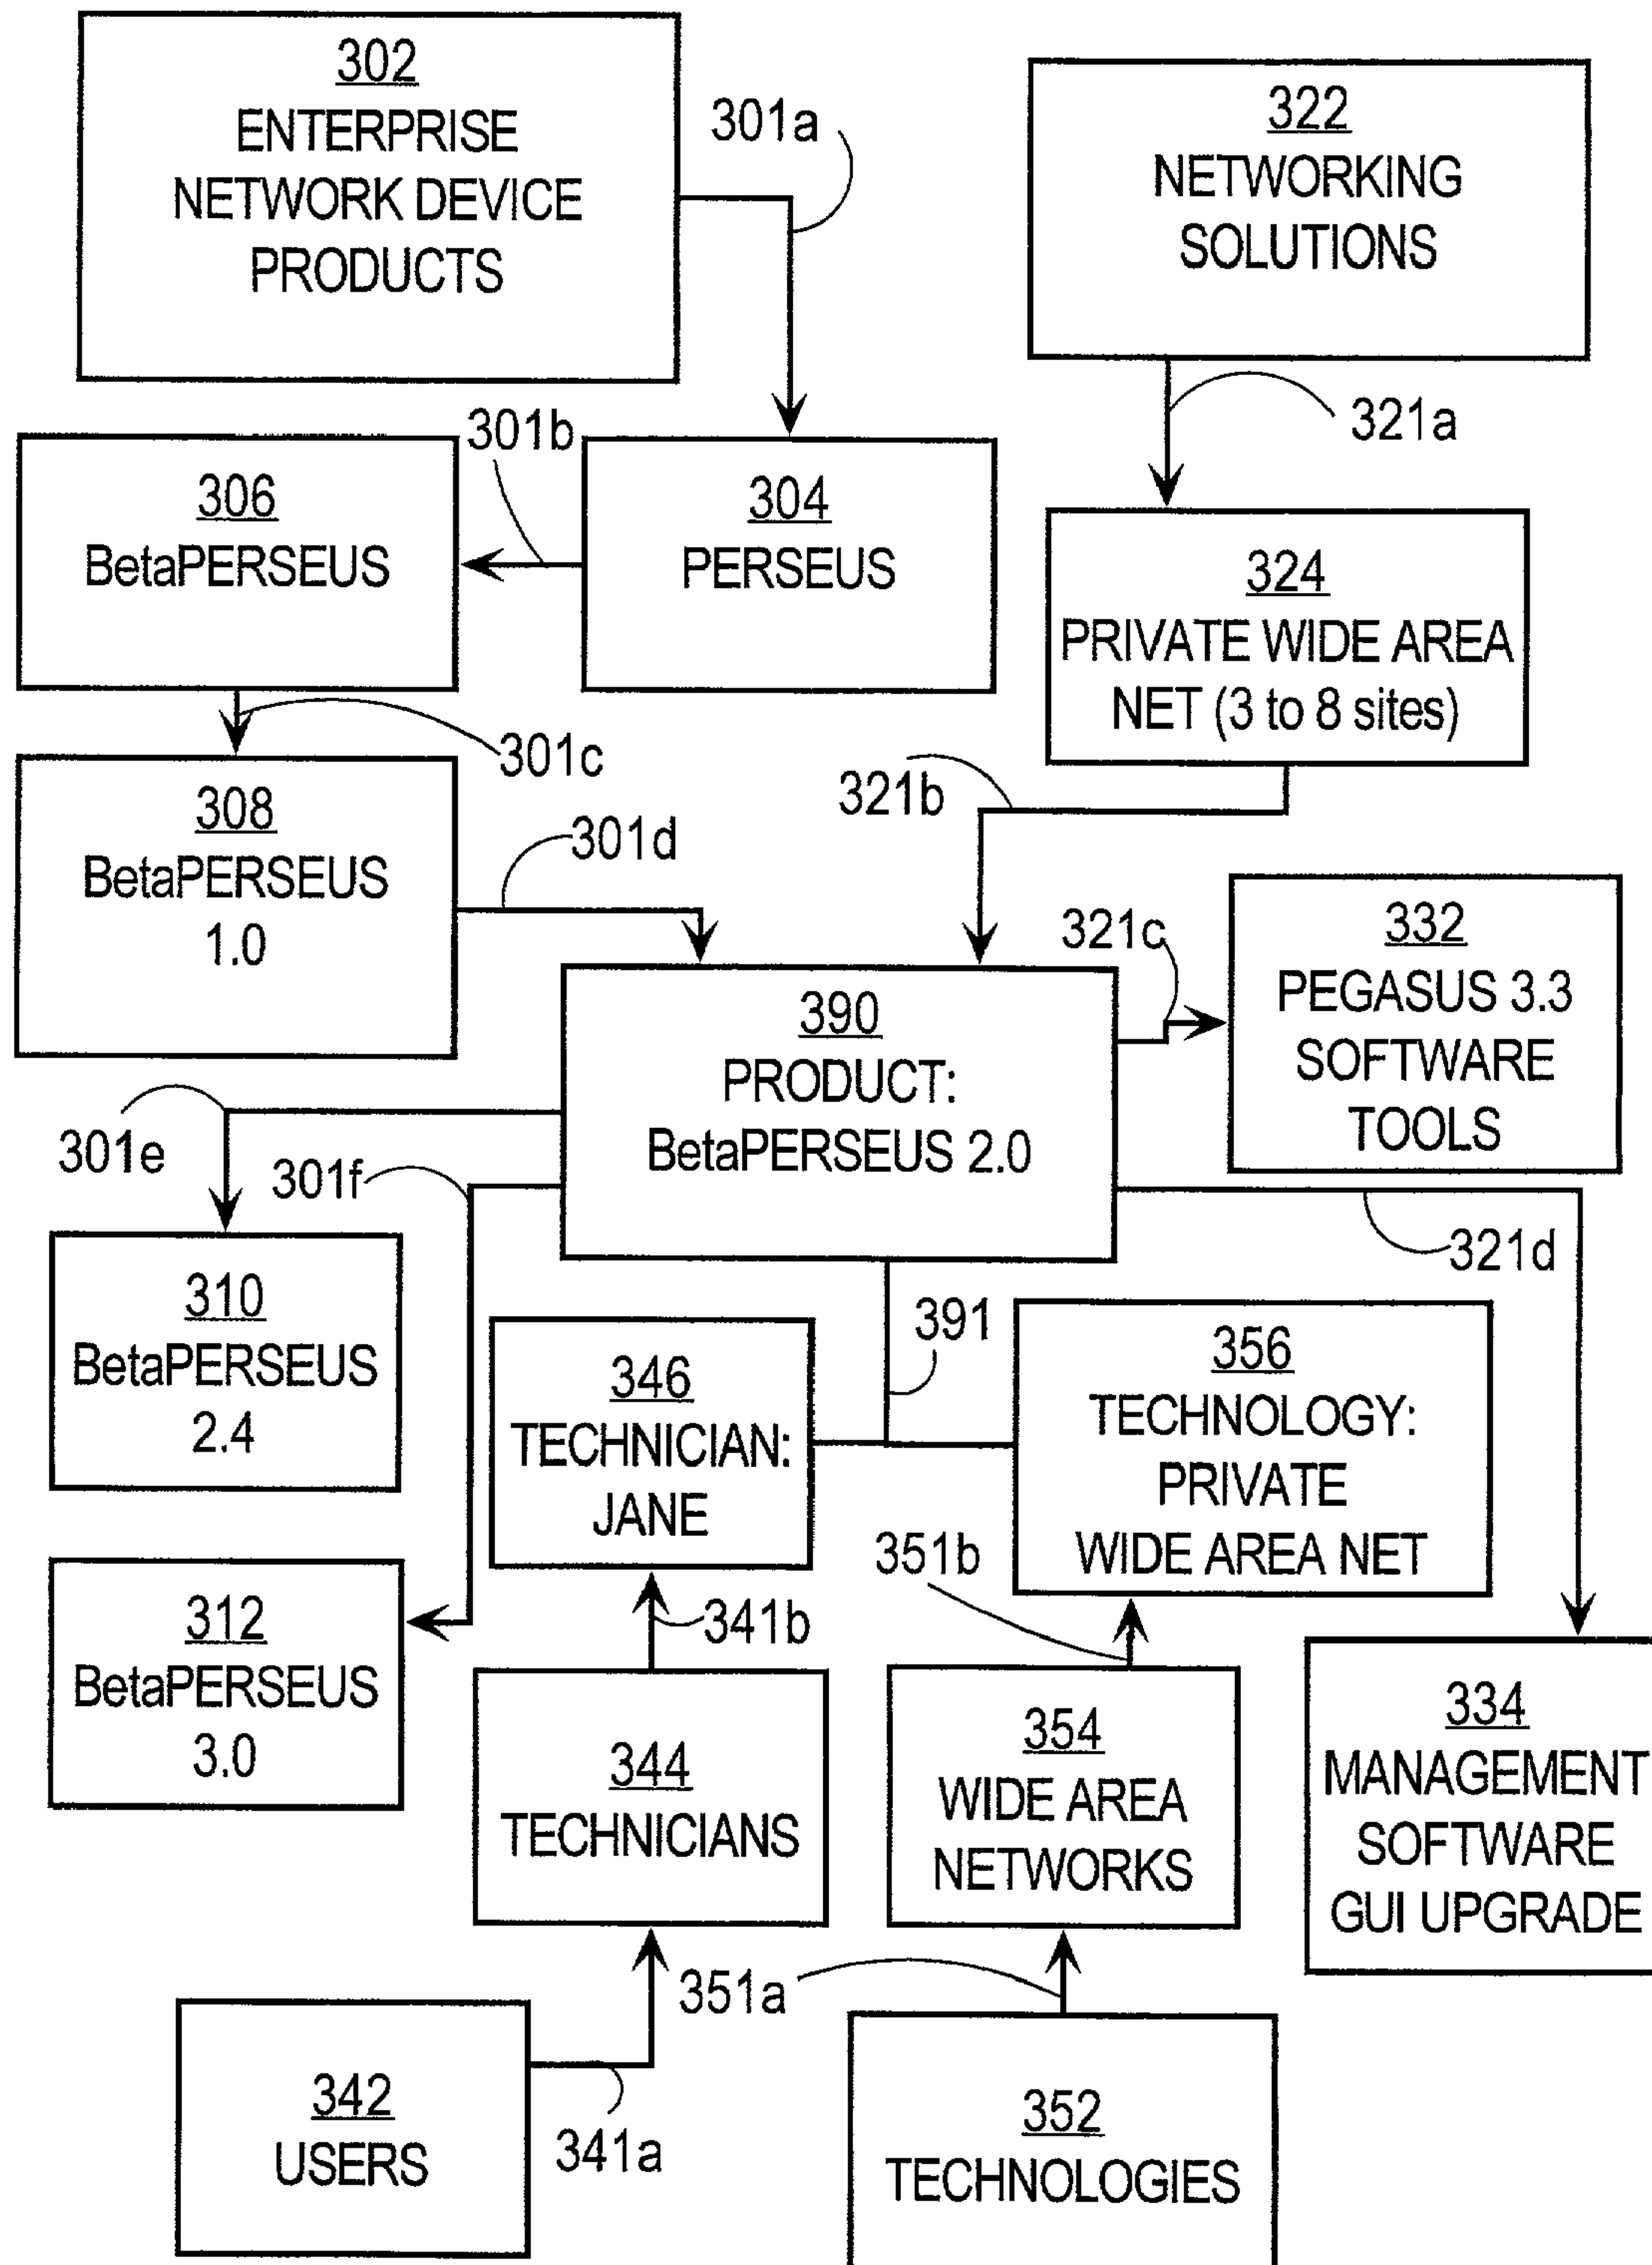 302
ENTERPRISE
NETWORK DEVICE
PRODUCTS
301a
322
NETWORKING
SOLUTIONS
321a
301b
306
BetaPERSEUS
304
PERSEUS
324
PRIVATE WIDE AREA
NET (3 to 8 sites)
301c
321b
308
BetaPERSEUS
1.0
301d
321c
332
PEGASUS 3.3
SOFTWARE
TOOLS
390
PRODUCT:
BetaPERSEUS 2.0
301e
301f
321d
310
BetaPERSEUS
2.4
391
346
TECHNICIAN:
JANE
356
TECHNOLOGY:
PRIVATE
WIDE AREA NET
351b
312
BetaPERSEUS
3.0
341b
344
TECHNICIANS
354
WIDE AREA
NETWORKS
334
MANAGEMENT
SOFTWARE
GUI UPGRADE
351a
342
USERS
341a
352
TECHNOLOGIES